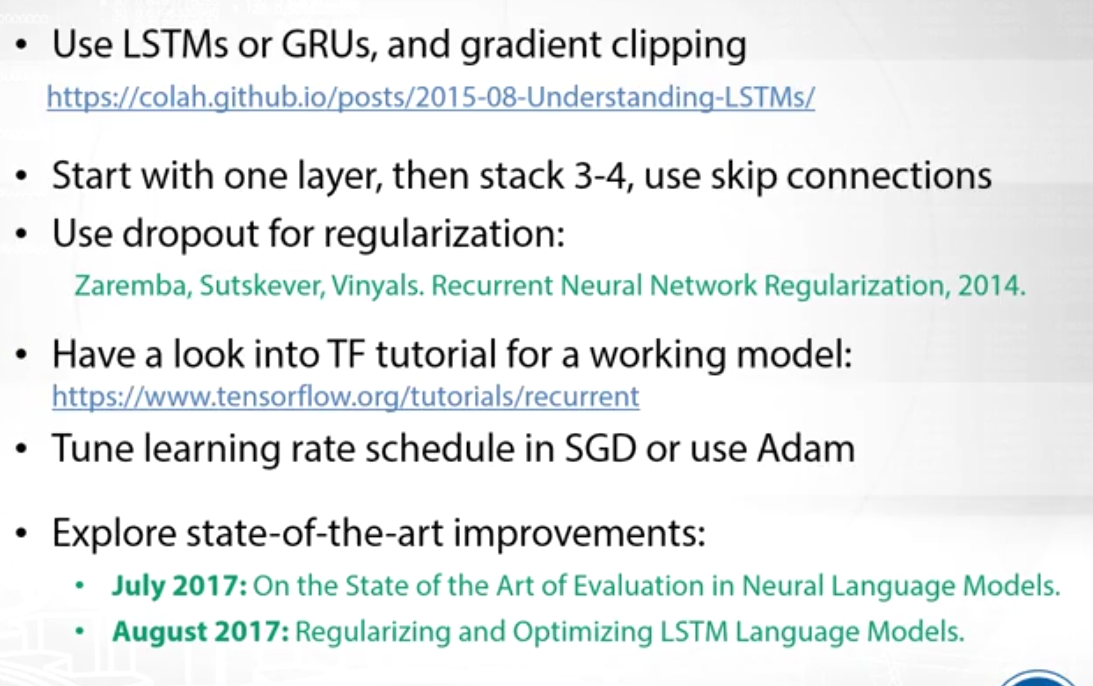 • Use LSTMs or GRUs, and gradient clipping
https://colah.github.io/posts/2015-08-Understanding-LSTMs/
• Start with one layer, then stack 3-4, use skip connections
• Use dropout for regularization:
Zaremba, Sutskever, Vinyals. Recurrent Neural Network Regularization, 2014.
• Have a look into TF tutorial for a working model:
https://www.tensorflow.org/tutorials/recurrent
• Tune learning rate schedule in SGD or use Adam
• Explore state-of-the-art improvements:
• July 2017: On the State of the Art of Evaluation in Neural Language Models.
• August 2017: Regularizing and Optimizing LSTM Language Models.